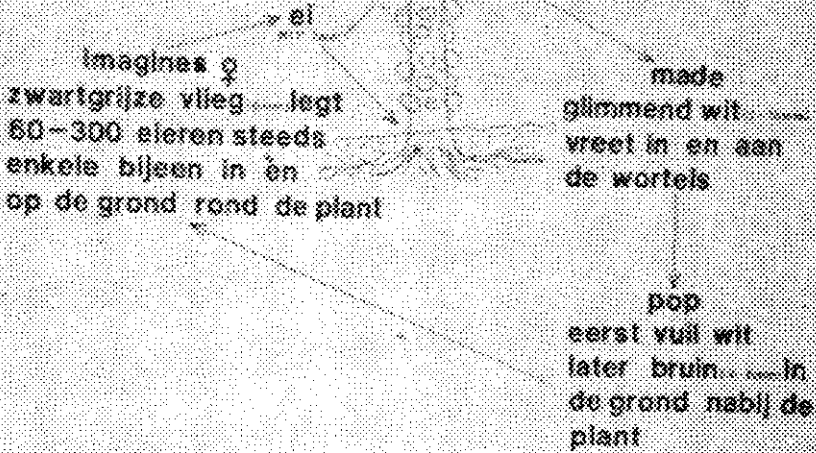 ei
imagines ♀
zwartgrijze vlieg.....legt
60-300 eieren steeds
enkele bijeen in èn
op de grond rond de plant
made
glimmend wit.........
vreet in en aan
de wortels
pop
eerst vuil wit
later bruin.......in
de grond nabij de
plant